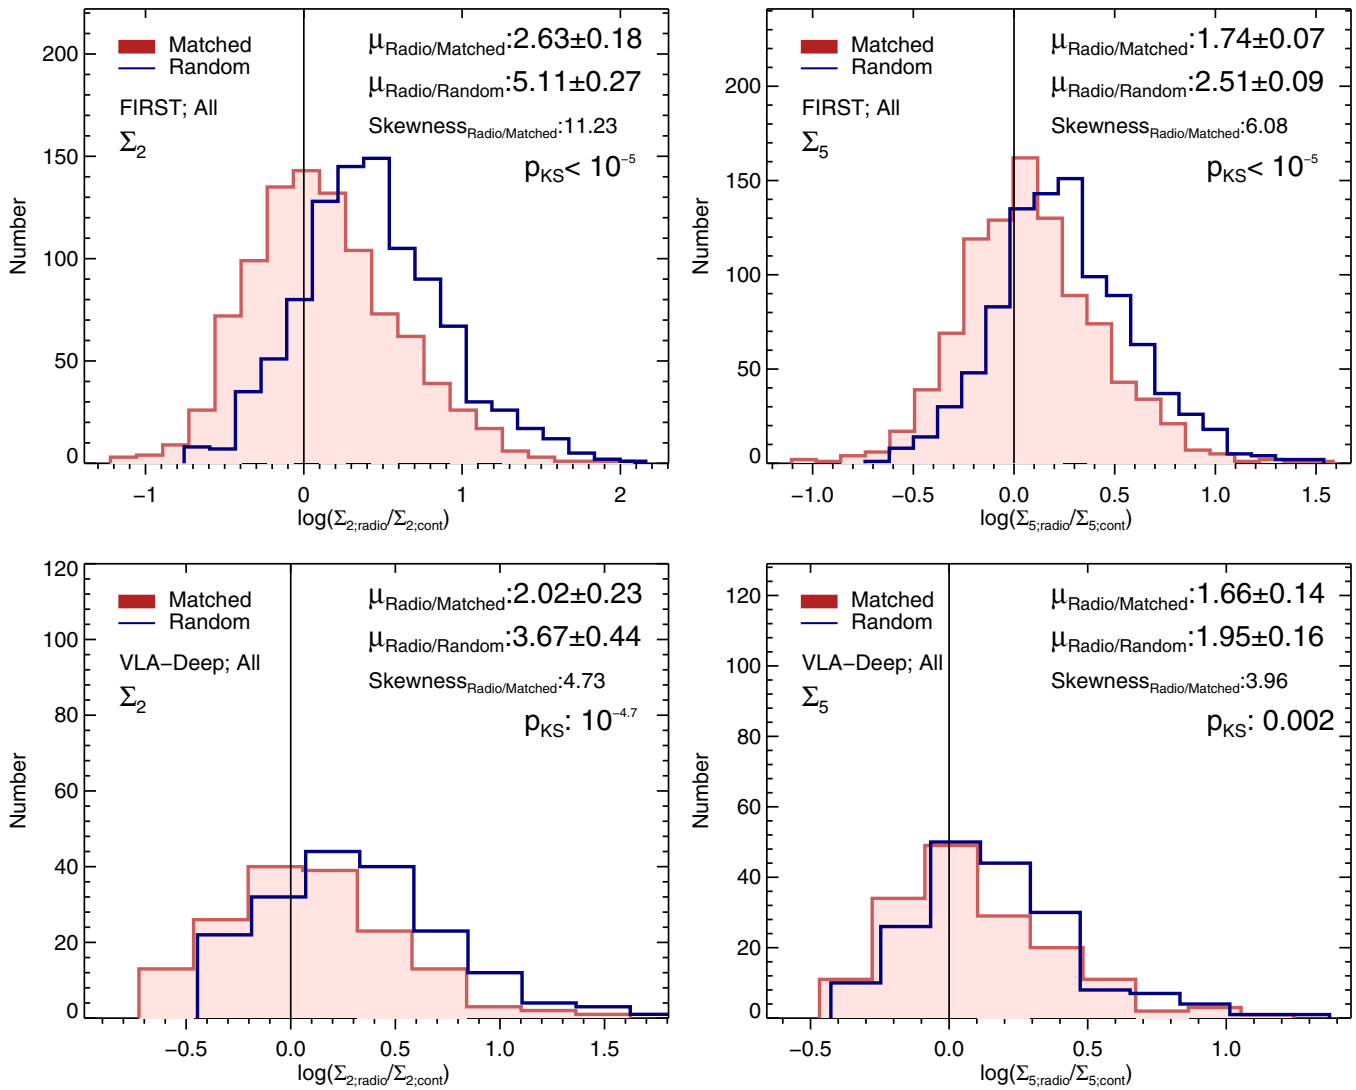 Matched
Random
FIRST; All
Σ2
μRadio/Matched:2.63±0.18
μRadio/Random:5.11±0.27
SkewnessRadio/Matched:11.23
pKS< 10−5
Number
200
150
100
50
0
−1 0 1 2
log(Σ2;radio/Σ2;cont)
Matched
Random
FIRST; All
Σ5
μRadio/Matched:1.74±0.07
μRadio/Random:2.51±0.09
SkewnessRadio/Matched:6.08
pKS< 10−5
Number
200
150
100
50
0
−1.0 −0.5 0.0 0.5 1.0 1.5
log(Σ5;radio/Σ5;cont)
Matched
Random
VLA−Deep; All
Σ2
μRadio/Matched:2.02±0.23
μRadio/Random:3.67±0.44
SkewnessRadio/Matched:4.73
pKS: 10−4.7
Number
120
100
80
60
40
20
0
−0.5 0.0 0.5 1.0 1.5
log(Σ2;radio/Σ2;cont)
Matched
Random
VLA−Deep; All
Σ5
μRadio/Matched:1.66±0.14
μRadio/Random:1.95±0.16
SkewnessRadio/Matched:3.96
pKS: 0.002
Number
120
100
80
60
40
20
0
−0.5 0.0 0.5 1.0
log(Σ5;radio/Σ5;cont)